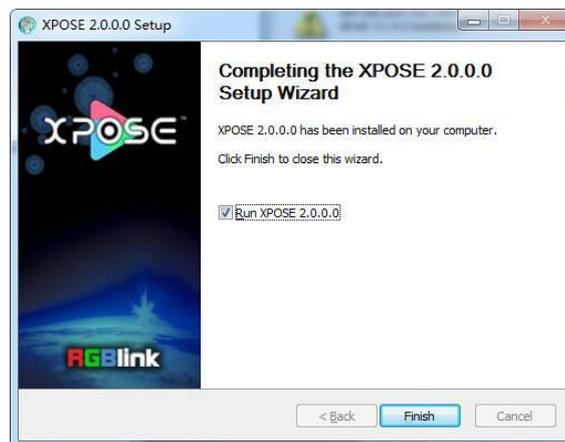 XPOSE 2.0.0.0 Setup
XPOSE™
Completing the XPOSE 2.0.0.0
Setup Wizard
XPOSE 2.0.0.0 has been installed on your computer.
Click Finish to close this wizard.
Run XPOSE 2.0.0.0
RGBlink
< Back
Finish
Cancel